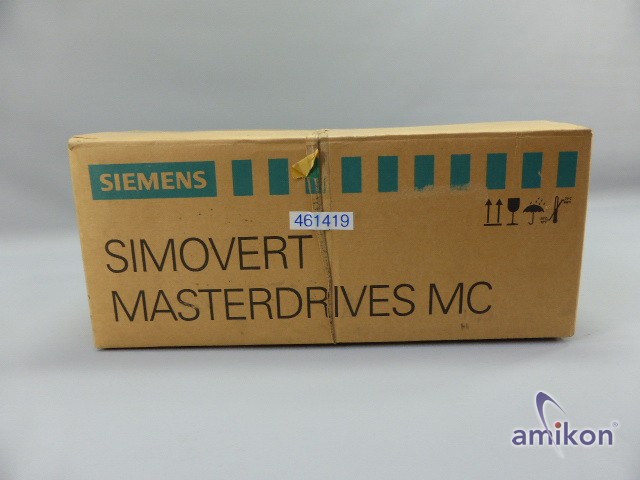 SIEMENS
461419
SIMOVERT
MASTERDRIVES MC
amikon®